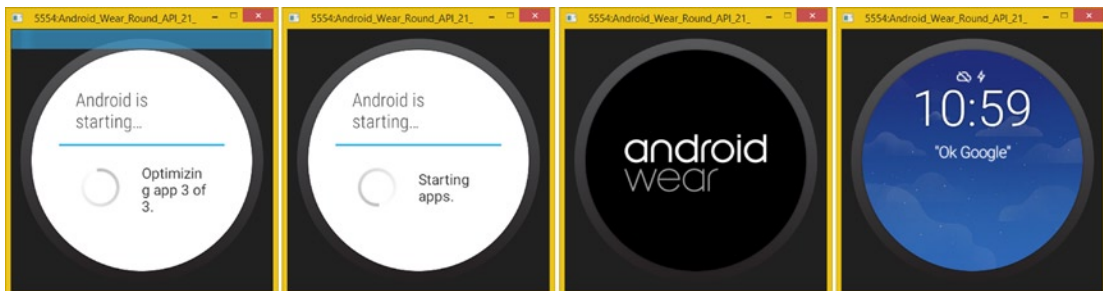 5554:Android_Wear_Round_API_21_
Android is
starting...
Optimizin
g app 3 of
3.
5554:Android_Wear_Round_API_21_
Android is
starting...
Starting
apps.
5554:Android_Wear_Round_API_21_
android
wear
5554:Android_Wear_Round_API_21_
10:59
"Ok Google"